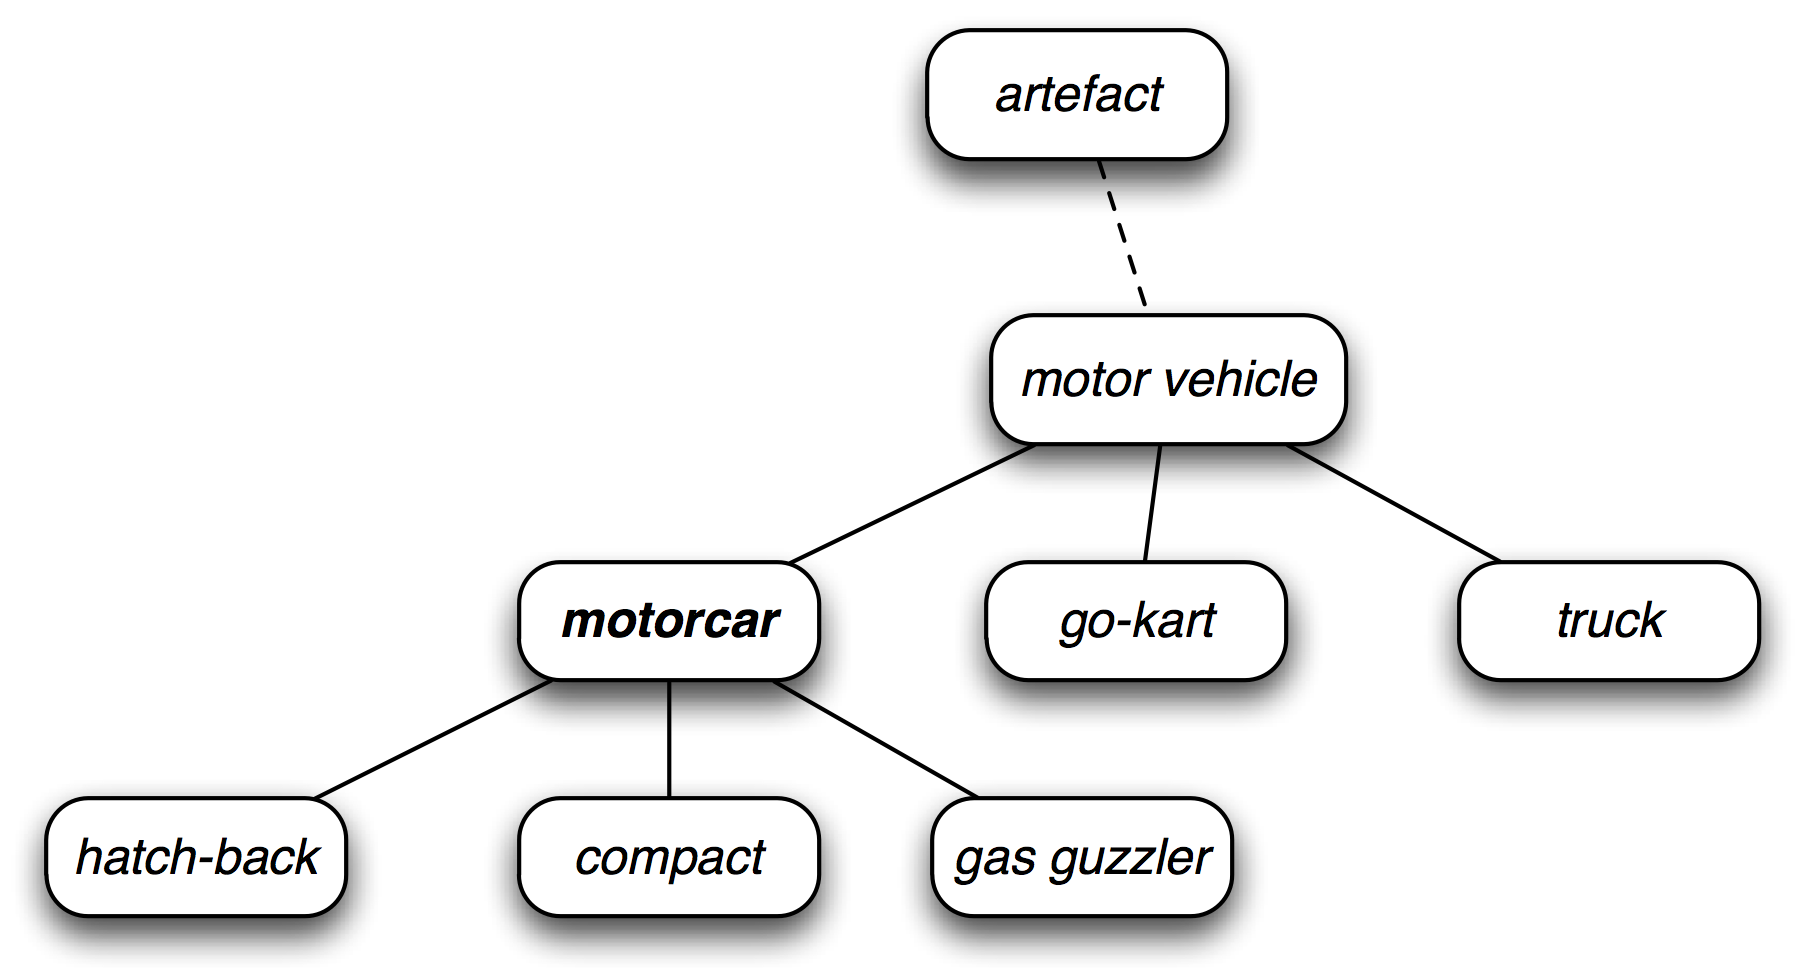 artefact
motor vehicle
motorcar
go-kart
truck
hatch-back
compact
gas guzzler